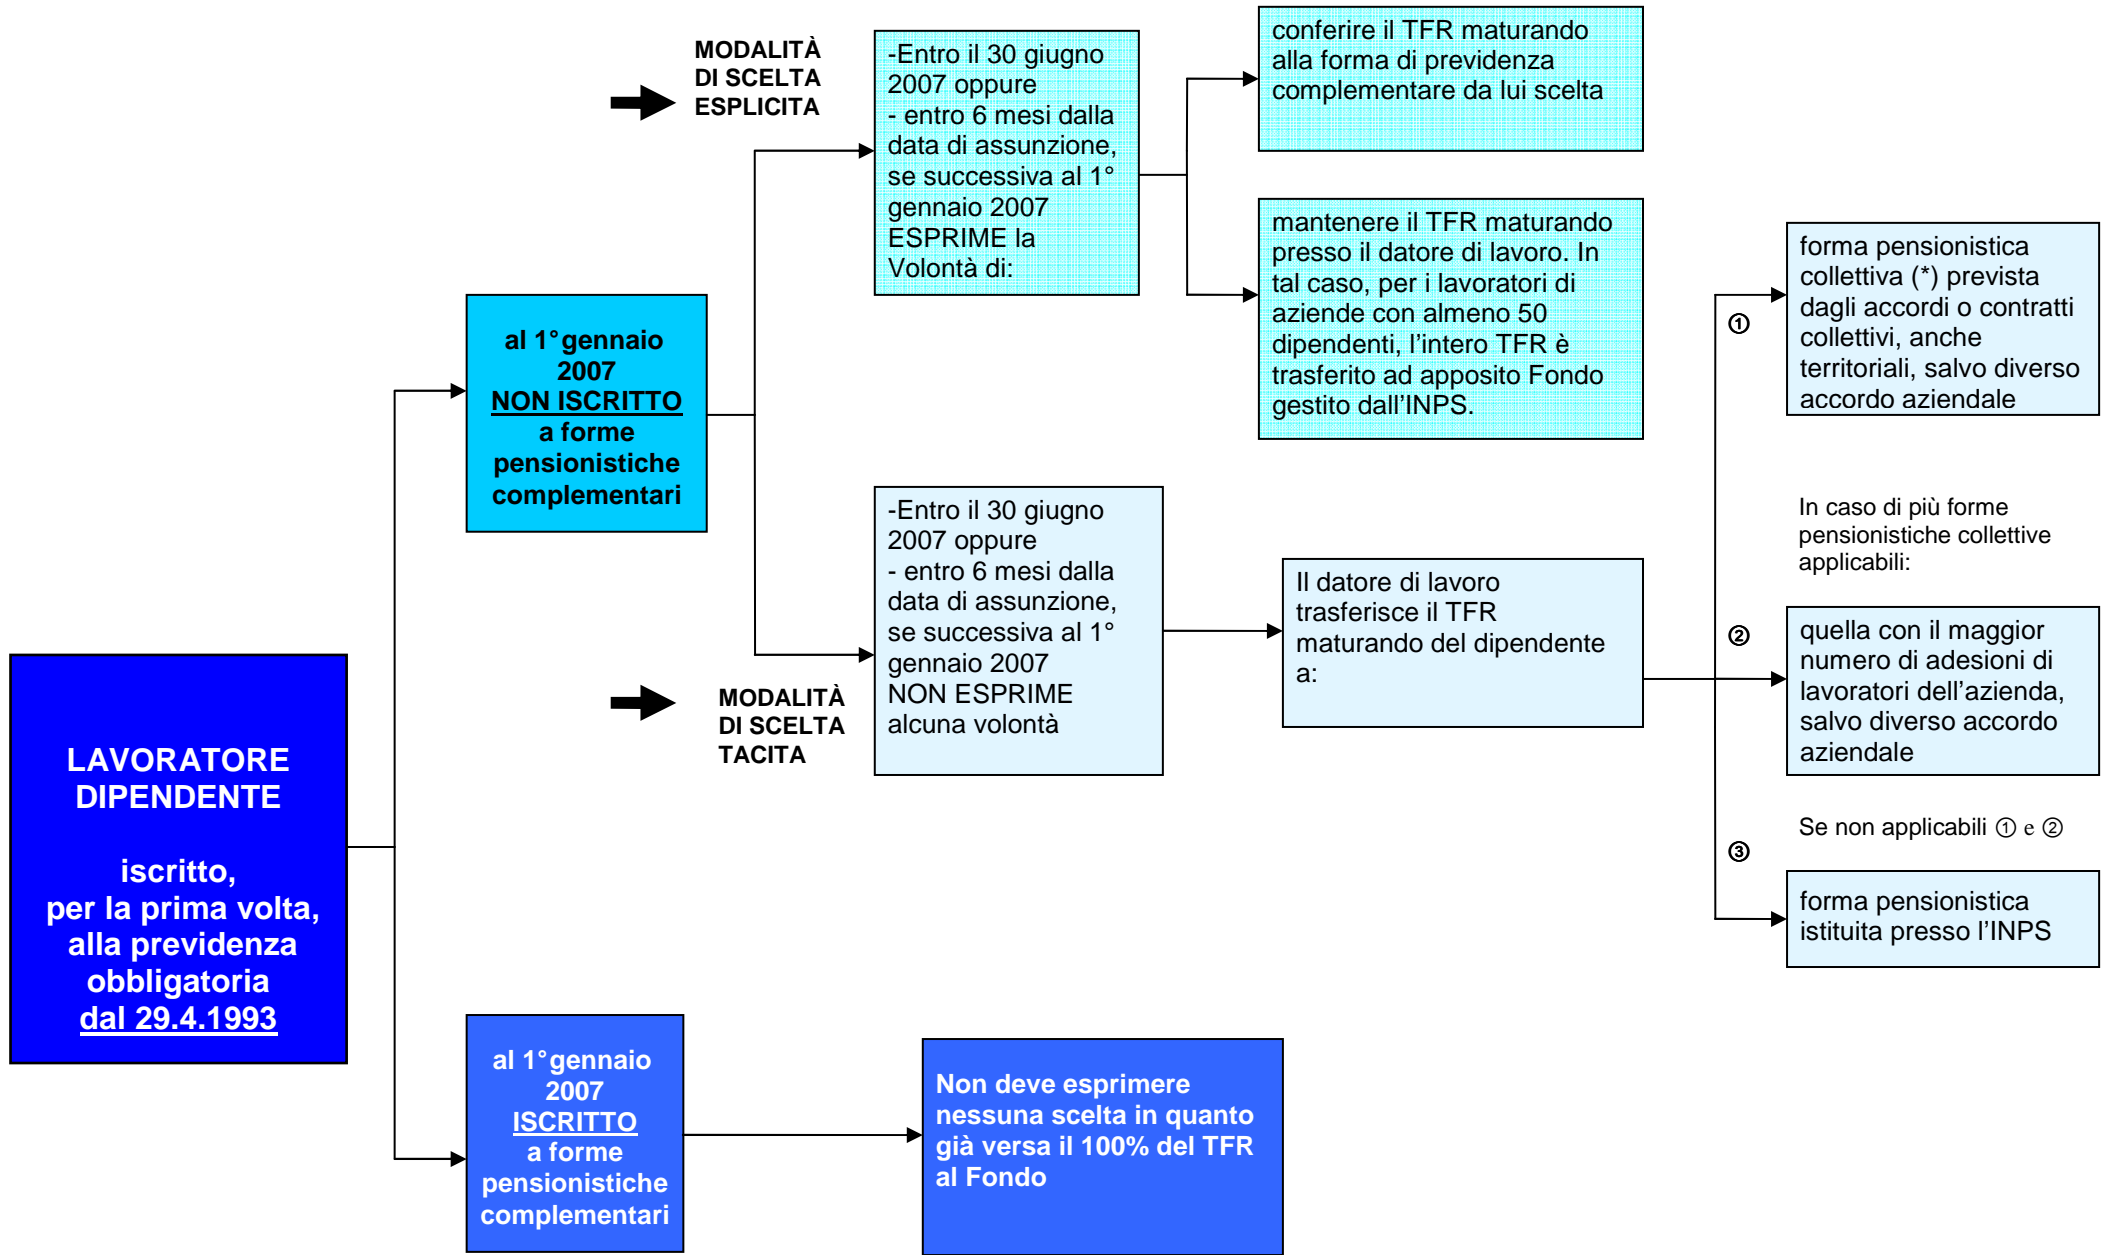 LAVORATORE
DIPENDENTE
iscritto,
per la prima volta,
alla previdenza
obbligatoria
dal 29.4.1993
al 1° gennaio
2007
NON ISCRITTO
a forme
pensionistiche
complementari
MODALITÀ
DI SCELTA
ESPLICITA
-Entro il 30 giugno
2007 oppure
- entro 6 mesi dalla
data di assunzione,
se successiva al 1°
gennaio 2007
ESPRIME la
Volontà di:
conferire il TFR maturando
alla forma di previdenza
complementare da lui scelta
mantenere il TFR maturando
presso il datore di lavoro. In
tal caso, per i lavoratori di
aziende con almeno 50
dipendenti, l'intero TFR è
trasferito ad apposito Fondo
gestito dall'INPS.
MODALITÀ
DI SCELTA
TACITA
-Entro il 30 giugno
2007 oppure
- entro 6 mesi dalla
data di assunzione,
se successiva al 1°
gennaio 2007
NON ESPRIME
alcuna volontà
Il datore di lavoro
trasferisce il TFR
maturando del dipendente
a:
①
forma pensionistica
collettiva (*) prevista
dagli accordi o contratti
collettivi, anche
territoriali, salvo diverso
accordo aziendale
In caso di più forme
pensionistiche collettive
applicabili:
②
quella con il maggior
numero di adesioni di
lavoratori dell'azienda,
salvo diverso accordo
aziendale
Se non applicabili ① e ②
③
forma pensionistica
istituita presso l'INPS
al 1° gennaio
2007
ISCRITTO
a forme
pensionistiche
complementari
Non deve esprimere
nessuna scelta in quanto
già versa il 100% del TFR
al Fondo